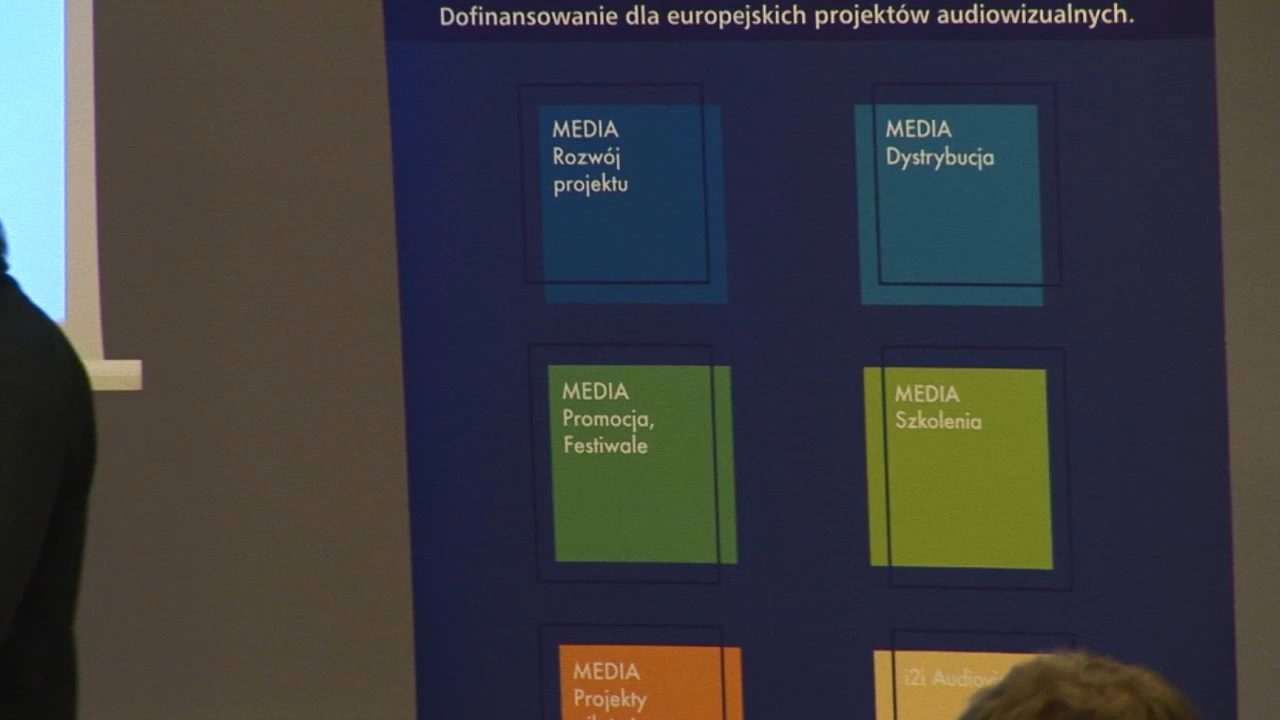 Dofinansowanie dla europejskich projektów audiowizualnych.
MEDIA
Rozwój
projektu
MEDIA
Dystrybucja
MEDIA
Promocja,
Festiwale
MEDIA
Szkolenia
MEDIA
Projekty
i2i